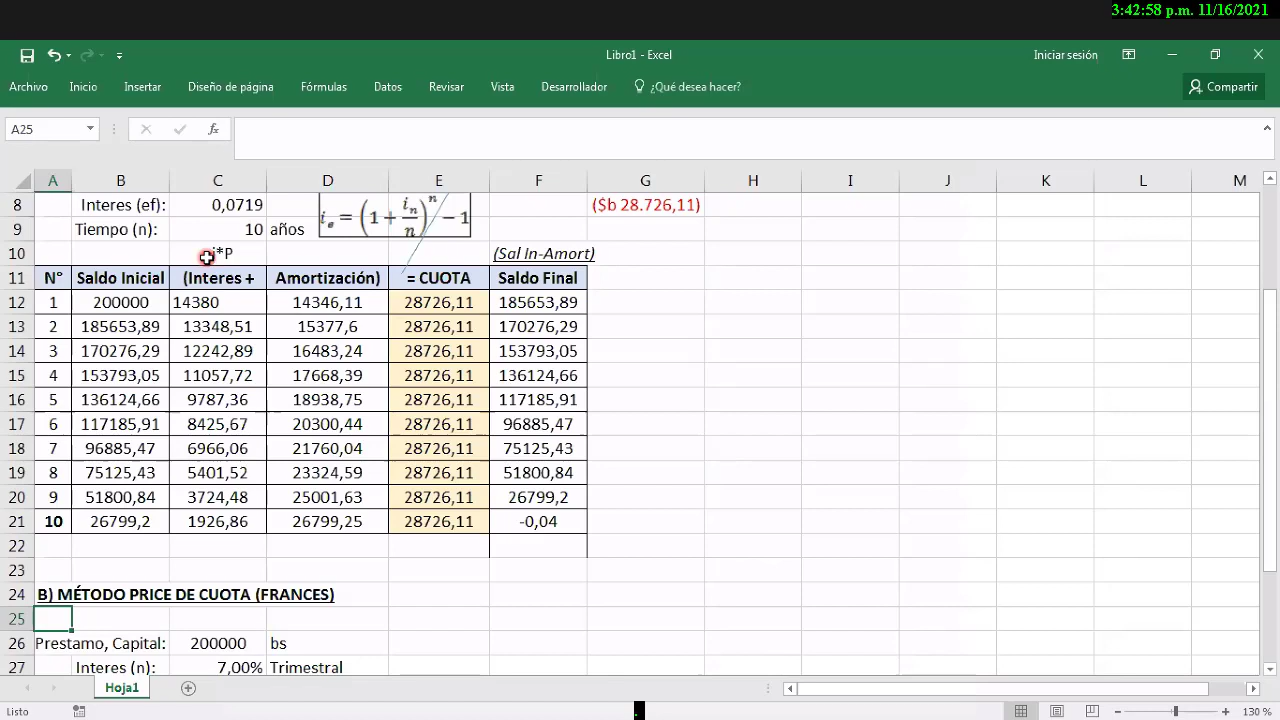 3:42:58 p.m. 11/16/2021
Libro1 - Excel
Iniciar sesión
Archivo Inicio Insertar Diseño de página Fórmulas Datos Revisar Vista Desarrollador ¿Qué desea hacer? Compartir
A25 fx
A B C D E F G H I J K L M
8 Interes (ef): 0,0719 ($b 28.726,11)
i_e = (1 + i_n/n)^n - 1
9 Tiempo (n): 10 años
10 i*P (Sal In-Amort)
11 N° Saldo Inicial (Interes + Amortización) = CUOTA Saldo Final
12 1 200000 14380 14346,11 28726,11 185653,89
13 2 185653,89 13348,51 15377,6 28726,11 170276,29
14 3 170276,29 12242,89 16483,24 28726,11 153793,05
15 4 153793,05 11057,72 17668,39 28726,11 136124,66
16 5 136124,66 9787,36 18938,75 28726,11 117185,91
17 6 117185,91 8425,67 20300,44 28726,11 96885,47
18 7 96885,47 6966,06 21760,04 28726,11 75125,43
19 8 75125,43 5401,52 23324,59 28726,11 51800,84
20 9 51800,84 3724,48 25001,63 28726,11 26799,2
21 10 26799,2 1926,86 26799,25 28726,11 -0,04
22
23
24 B) MÉTODO PRICE DE CUOTA (FRANCES)
25
26 Prestamo, Capital: 200000 bs
27 Interes (n): 7,00% Trimestral
Hoja1
Listo 130 %